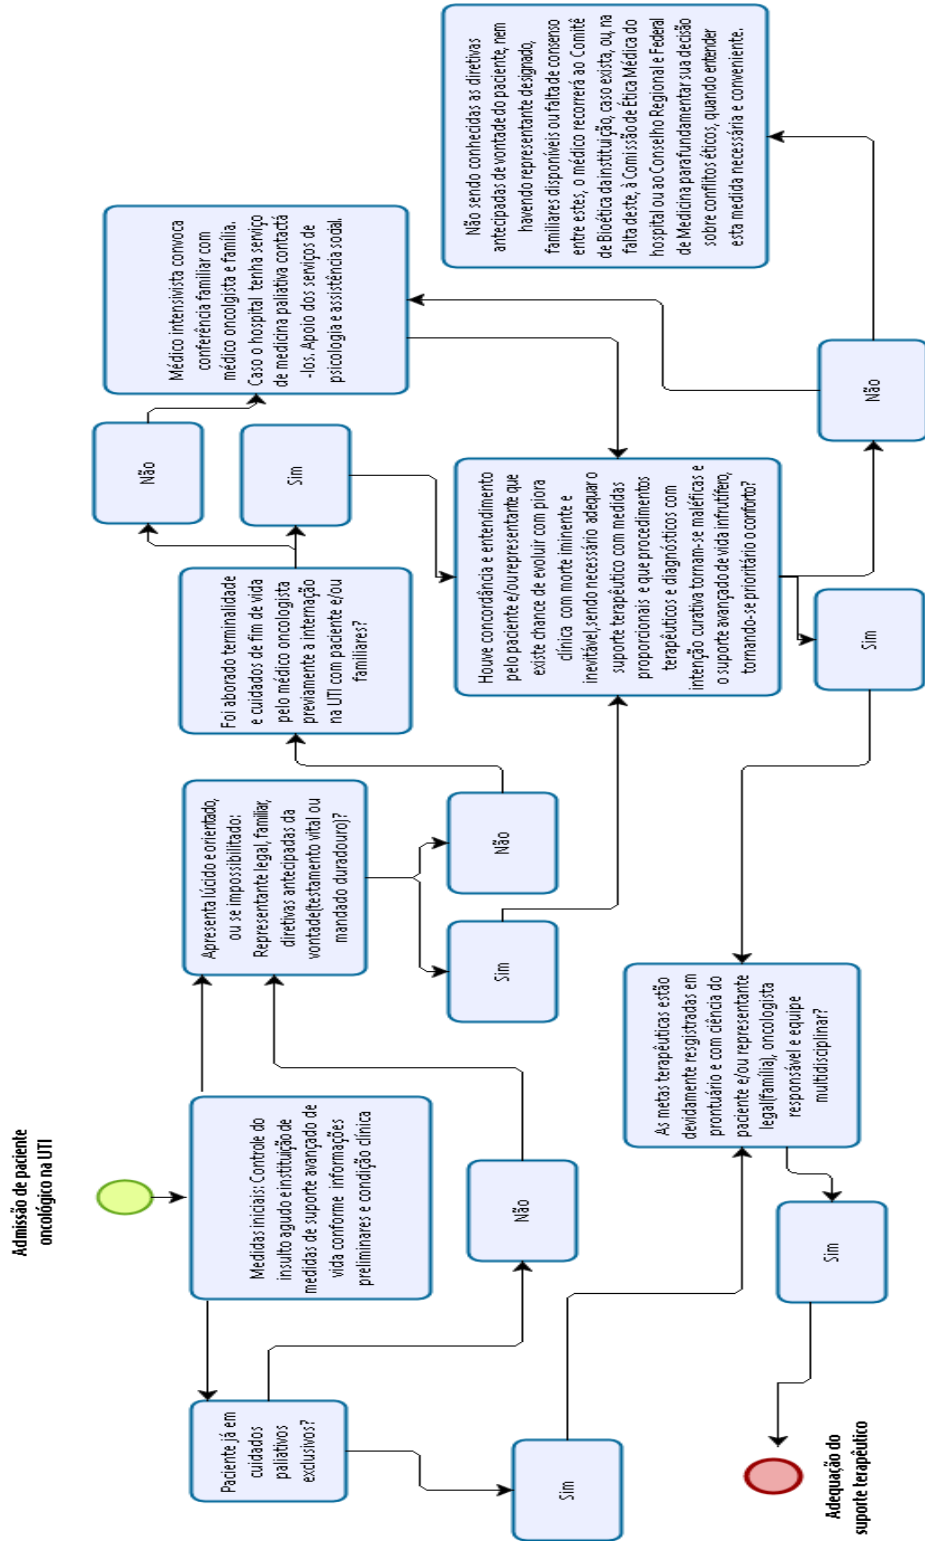 Admissão de paciente
oncológico na UTI
Medidas iniciais: Controle do
insulto agudo e instituição de
medidas de suporte avançado de
vida conforme informações
preliminares e condição clínica
Paciente já em
cuidados
paliativos
exclusivos?
Sim
Não
Apresenta lúcido e orientado,
ou se impossibilitado:
Representante legal, familiar,
diretivas antecipadas da
vontade(testamento vital ou
mandado duradouro)?
Sim
Não
Foi aborado terminalidade
e cuidados de fim de vida
pelo médico oncologista
previamente a internação
na UTI com paciente e/ou
familiares?
Não
Sim
Médico intensivista convoca
conferência familiar com
médico oncolgista e família.
Caso o hospital tenha serviço
de medicina paliativa contactá
-los. Apoio dos serviços de
psicologia e assistência social.
Houve concordância e entendimento
pelo paciente e/ou representante que
existe chance de evoluir com piora
clínica com morte iminente e
inevitável,sendo necessário adequar o
suporte terapêutico com medidas
proporcionais e que procedimentos
terapêuticos e diagnósticos com
intenção curativa tornam-se maléficas e
o suporte avançado de vida infrutífero,
tornando-se prioritário o conforto?
Sim
Não
Não sendo conhecidas as diretivas
antecipadas de vontade do paciente, nem
havendo representante designado,
familiares disponíveis ou falta de consenso
entre estes, o médico recorrerá ao Comitê
de Bioética da instituição, caso exista, ou, na
falta deste, à Comissão de Ética Médica do
hospital ou ao Conselho Regional e Federal
de Medicina para fundamentar sua decisão
sobre conflitos éticos, quando entender
esta medida necessária e conveniente.
As metas terapêuticas estão
devidamente resgistradas em
prontuário e com ciência do
paciente e/ou representante
legal(família), oncologista
responsável e equipe
multidisciplinar?
Sim
Adequação do
suporte terapêutico